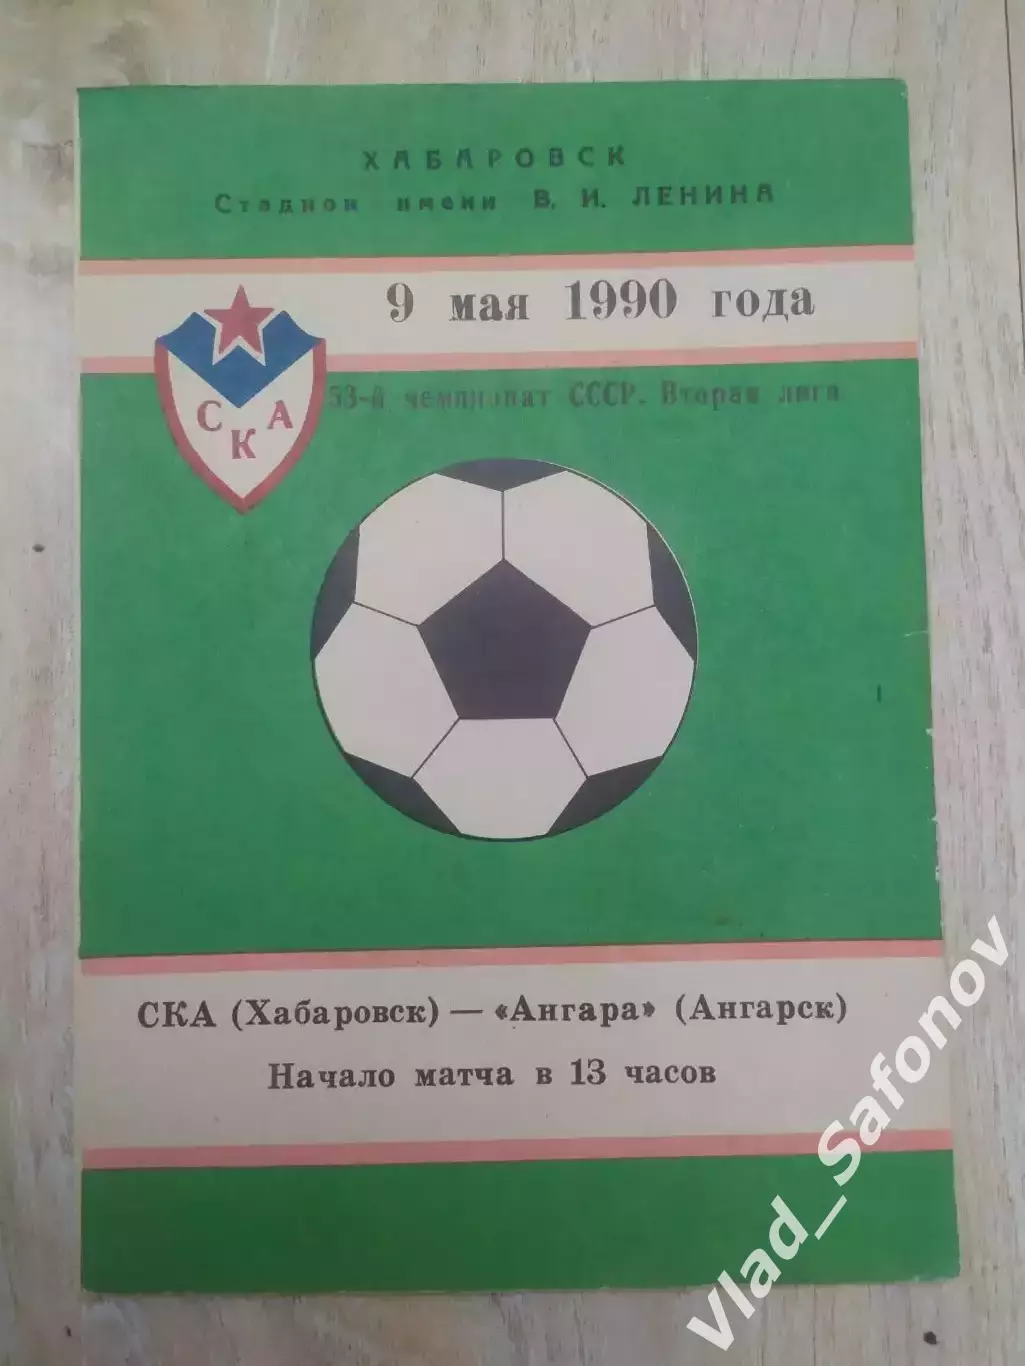 ХАБАРОВСК
Стадион имени В. И. ЛЕНИНА
9 мая 1990 года
СКА
53-й чемпионат СССР. Вторая лига
СКА (Хабаровск) — «Ангара» (Ангарск)
Начало матча в 13 часов
Vlad_Safonov